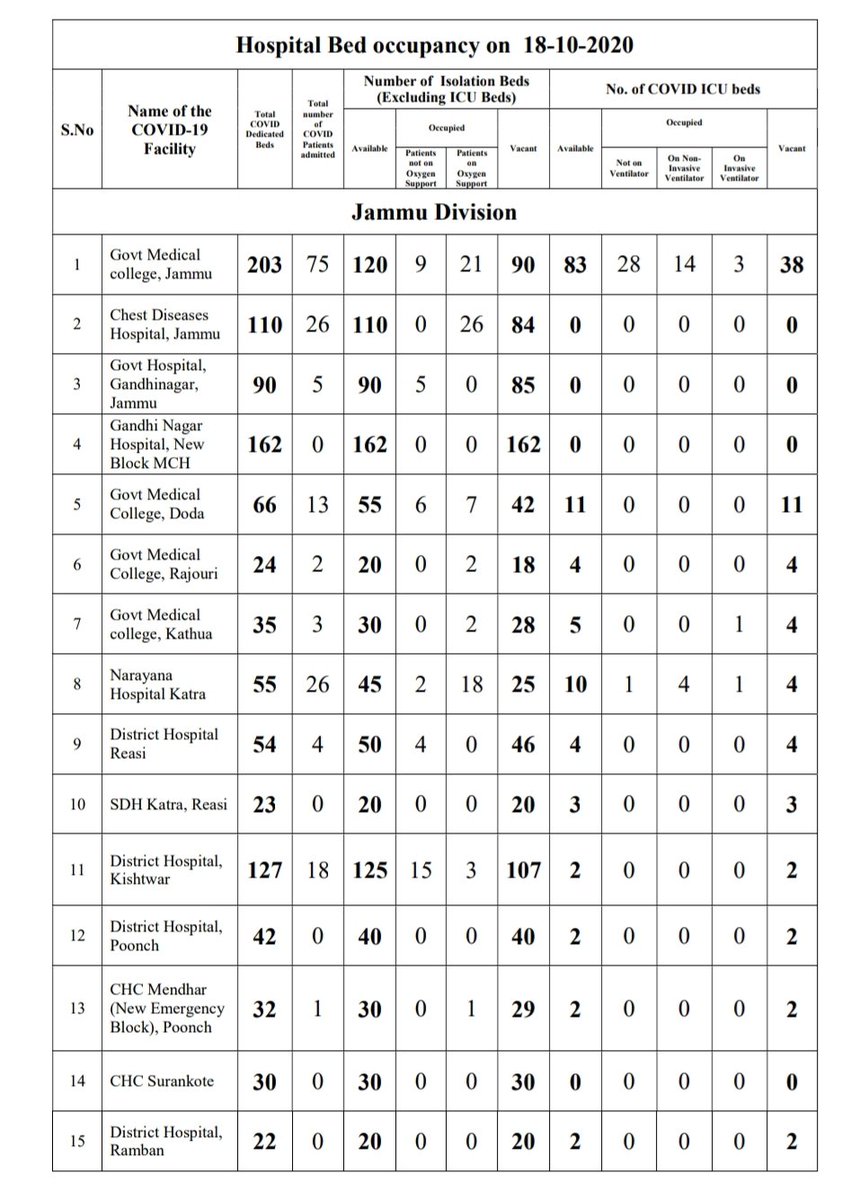 Hospital Bed occupancy on 18-10-2020
S.No
Name of the
COVID-19
Facility
Total
COVID
Dedicated
Beds
Total
number
of
COVID
Patients
admitted
Number of Isolation Beds
(Excluding ICU Beds)
No. of COVID ICU beds
Available
Occupied
Patients
not on
Oxygen
Support
Patients
on
Oxygen
Support
Vacant
Available
Occupied
Not on
Ventilator
On Non-
Invasive
Ventilator
On
Invasive
Ventilator
Vacant
Jammu Division
1 Govt Medical
college, Jammu 203 75 120 9 21 90 83 28 14 3 38
2 Chest Diseases
Hospital, Jammu 110 26 110 0 26 84 0 0 0 0 0
3 Govt Hospital,
Gandhinagar,
Jammu 90 5 90 5 0 85 0 0 0 0 0
4 Gandhi Nagar
Hospital, New
Block MCH 162 0 162 0 0 162 0 0 0 0 0
5 Govt Medical
College, Doda 66 13 55 6 7 42 11 0 0 0 11
6 Govt Medical
College, Rajouri 24 2 20 0 2 18 4 0 0 0 4
7 Govt Medical
college, Kathua 35 3 30 0 2 28 5 0 0 1 4
8 Narayana
Hospital Katra 55 26 45 2 18 25 10 1 4 1 4
9 District Hospital
Reasi 54 4 50 4 0 46 4 0 0 0 4
10 SDH Katra, Reasi 23 0 20 0 0 20 3 0 0 0 3
11 District Hospital,
Kishtwar 127 18 125 15 3 107 2 0 0 0 2
12 District Hospital,
Poonch 42 0 40 0 0 40 2 0 0 0 2
13 CHC Mendhar
(New Emergency
Block), Poonch 32 1 30 0 1 29 2 0 0 0 2
14 CHC Surankote 30 0 30 0 0 30 0 0 0 0 0
15 District Hospital,
Ramban 22 0 20 0 0 20 2 0 0 0 2